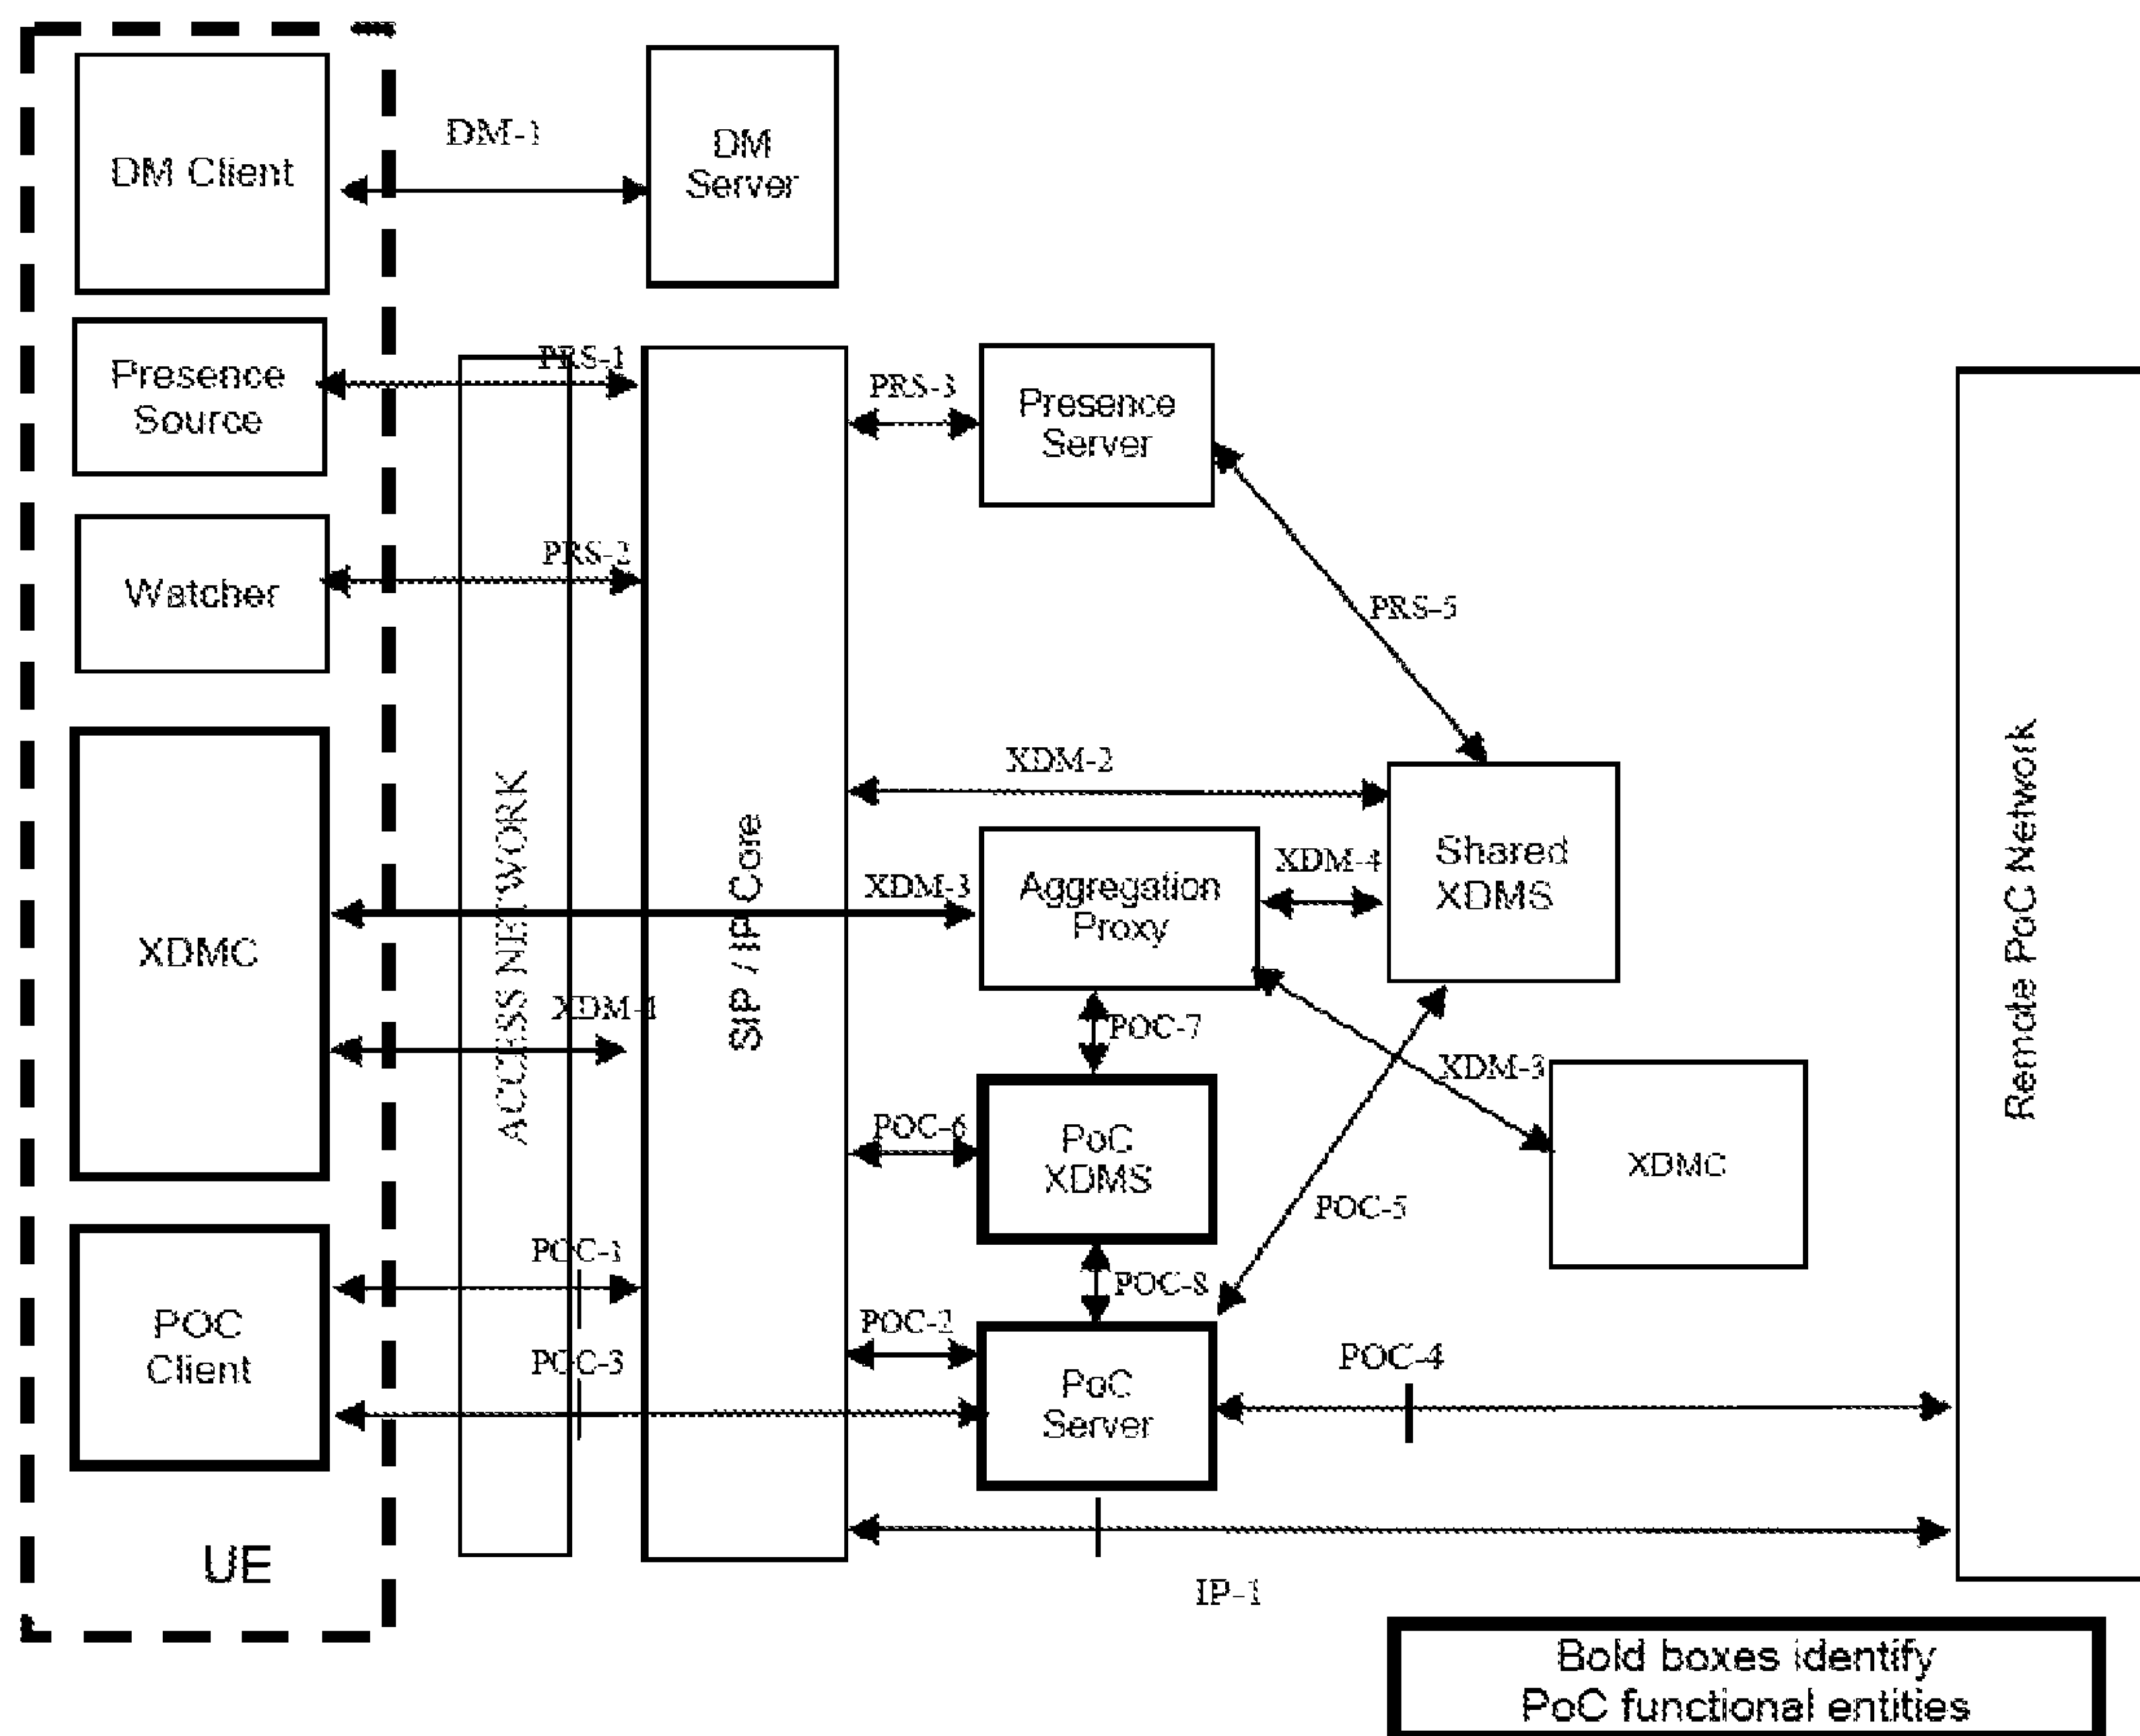 DM Client
DM-1
DM
Server
Presence
Source
PRS-1
PRS-3
Presence
Server
Watcher
PRS-2
PRS-5
XDM-2
Shared
XDMS
XDMC
ACCESS NETWORK
SIP / IP Core
XDM-3
Aggregation
Proxy
XDM-4
Remote PoC Network
POC-7
XDM-3
XDMC
POC-6
PoC
XDMS
POC-5
POC-1
POC-8
POC
Client
POC-3
POC-2
PoC
Server
POC-4
UE
IP-1
Bold boxes identify
PoC functional entities